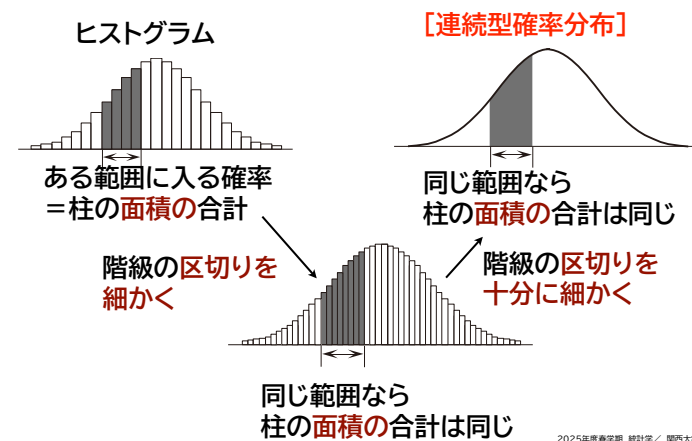 ヒストグラム
[連続型確率分布]
ある範囲に入る確率
＝柱の面積の合計
同じ範囲なら
柱の面積の合計は同じ
階級の区切りを
細かく
階級の区切りを
十分に細かく
同じ範囲なら
柱の面積の合計は同じ
2025年度春学期 統計学／ 関西大